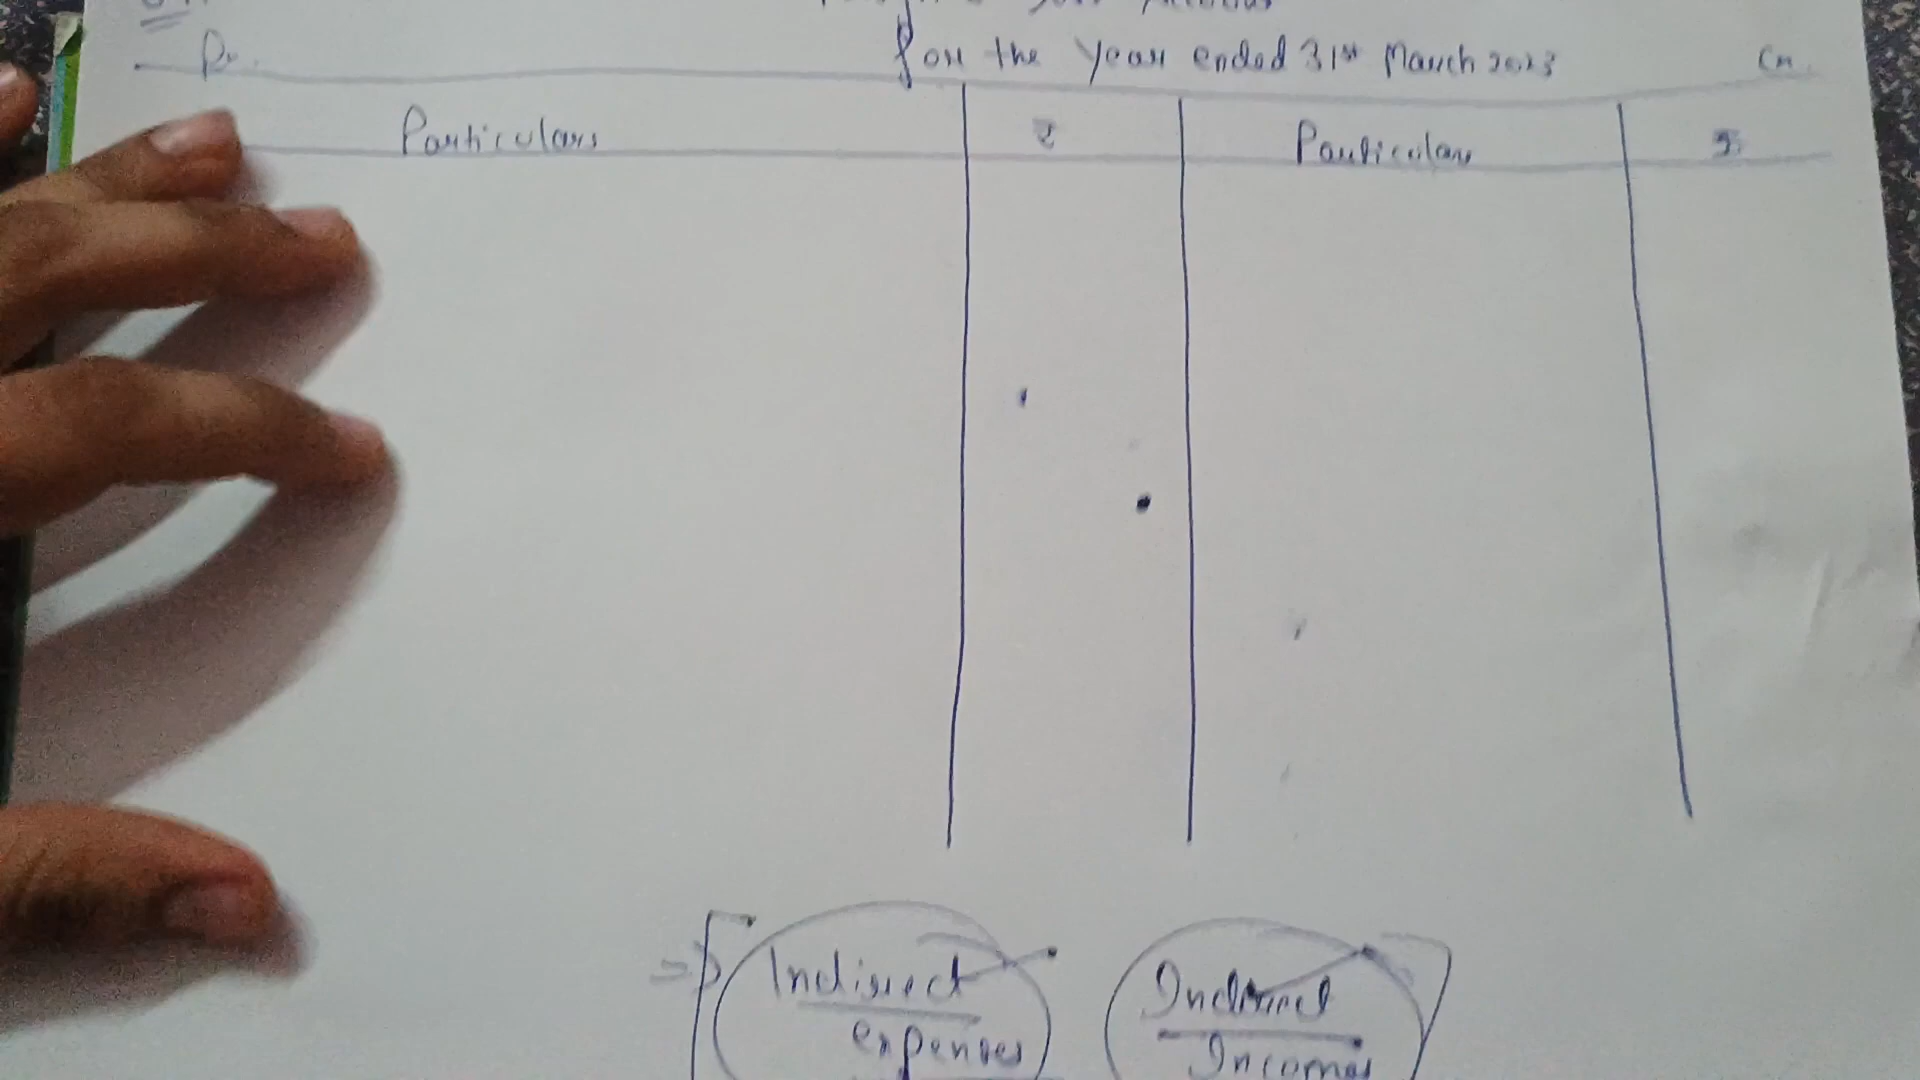 for the Year ended 31st March 2023
Dr.
Cr.
Particulars ₹ Particulars ₹
=> Indirect expenses
Indirect Incomes